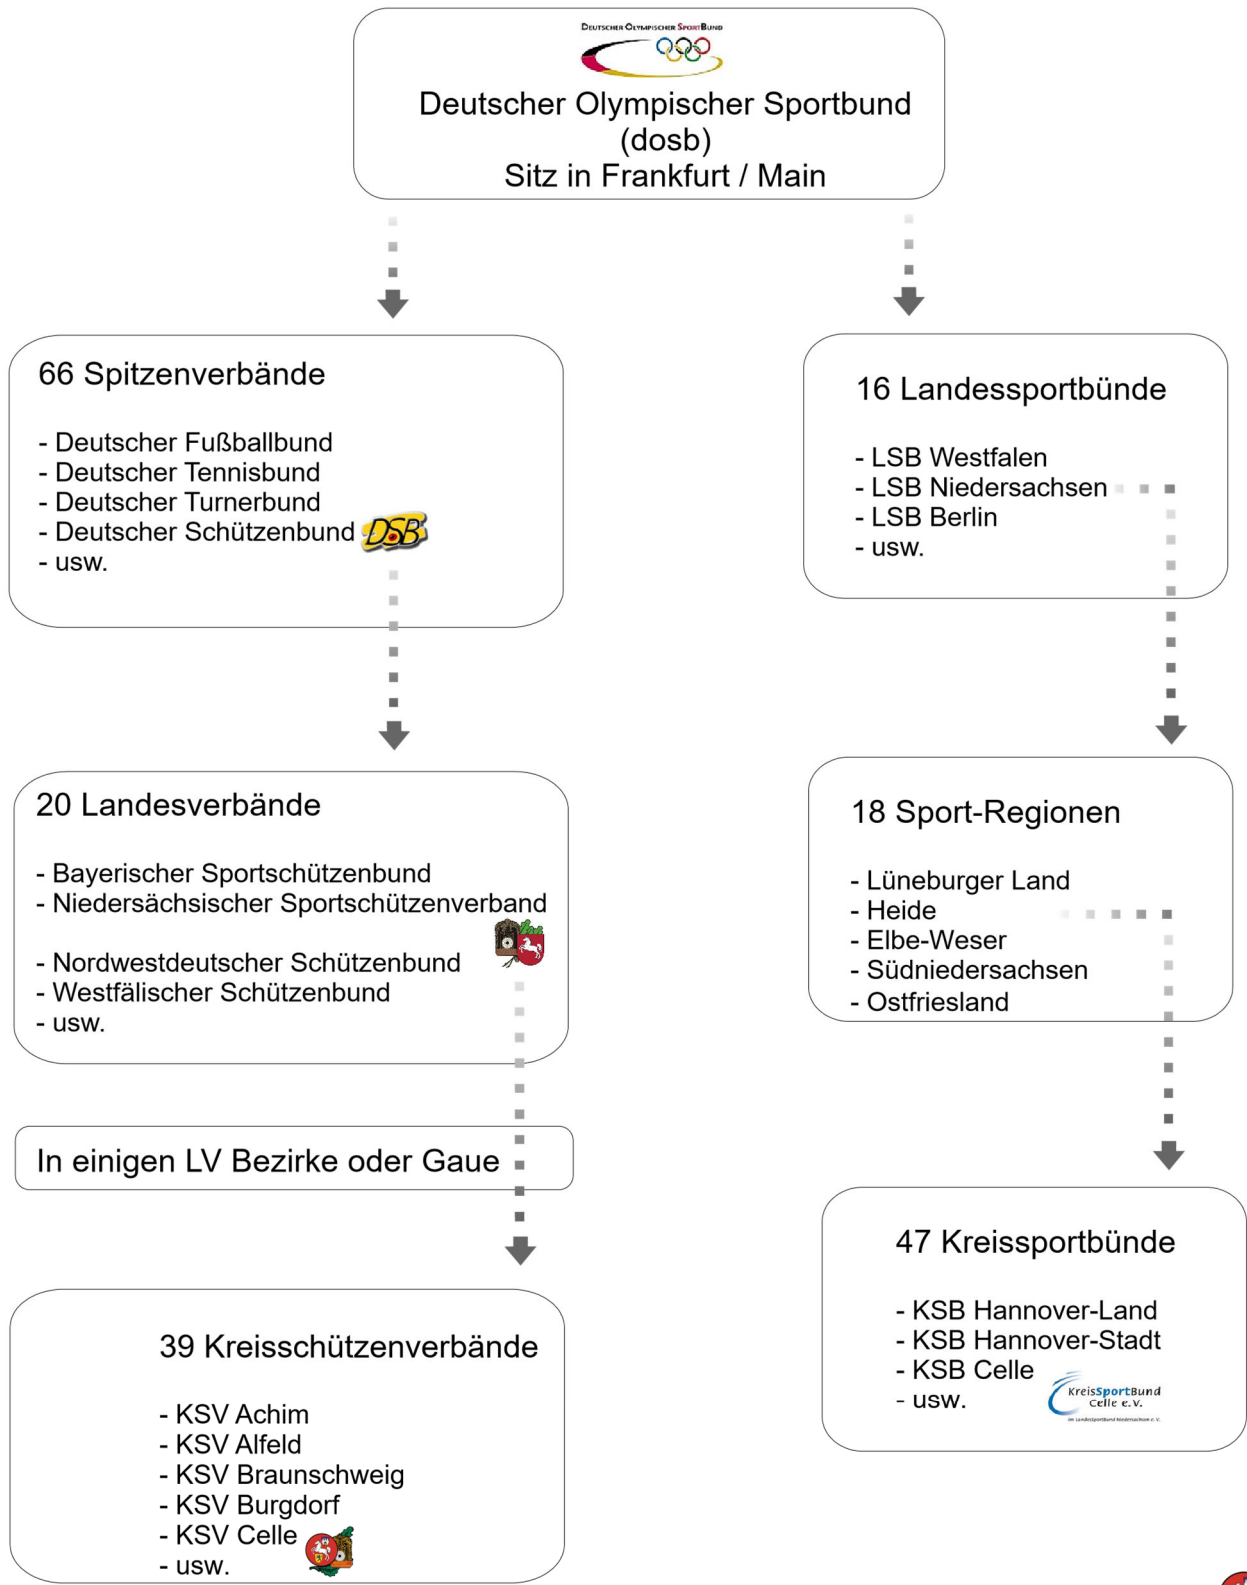 Deutscher Olympischer SportBund
Deutscher Olympischer Sportbund
(dosb)
Sitz in Frankfurt / Main
66 Spitzenverbände
- Deutscher Fußballbund
- Deutscher Tennisbund
- Deutscher Turnerbund
- Deutscher Schützenbund
DSB
- usw.
16 Landessportbünde
- LSB Westfalen
- LSB Niedersachsen
- LSB Berlin
- usw.
20 Landesverbände
- Bayerischer Sportschützenbund
- Niedersächsischer Sportschützenverband
- Nordwestdeutscher Schützenbund
- Westfälischer Schützenbund
- usw.
18 Sport-Regionen
- Lüneburger Land
- Heide
- Elbe-Weser
- Südniedersachsen
- Ostfriesland
In einigen LV Bezirke oder Gaue
47 Kreissportbünde
- KSB Hannover-Land
- KSB Hannover-Stadt
- KSB Celle
- usw.
KreisSportBund
Celle e.V.
im Landessportbund Niedersachsen e.V.
39 Kreisschützenverbände
- KSV Achim
- KSV Alfeld
- KSV Braunschweig
- KSV Burgdorf
- KSV Celle
- usw.